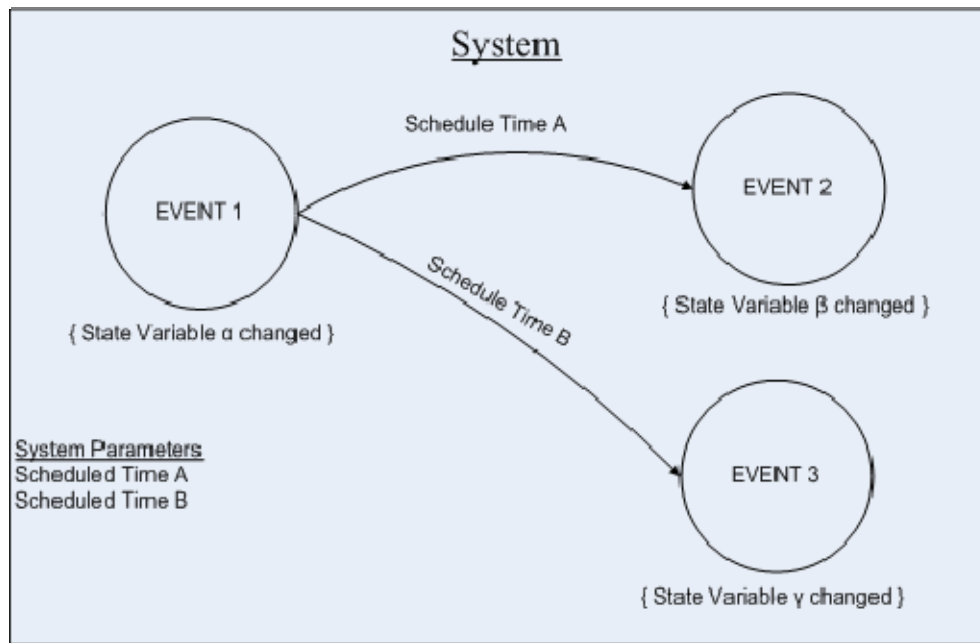 System
Schedule Time A
EVENT 1
EVENT 2
Schedule Time B
{ State Variable α changed }
{ State Variable β changed }
System Parameters
Scheduled Time A
Scheduled Time B
EVENT 3
{ State Variable γ changed }